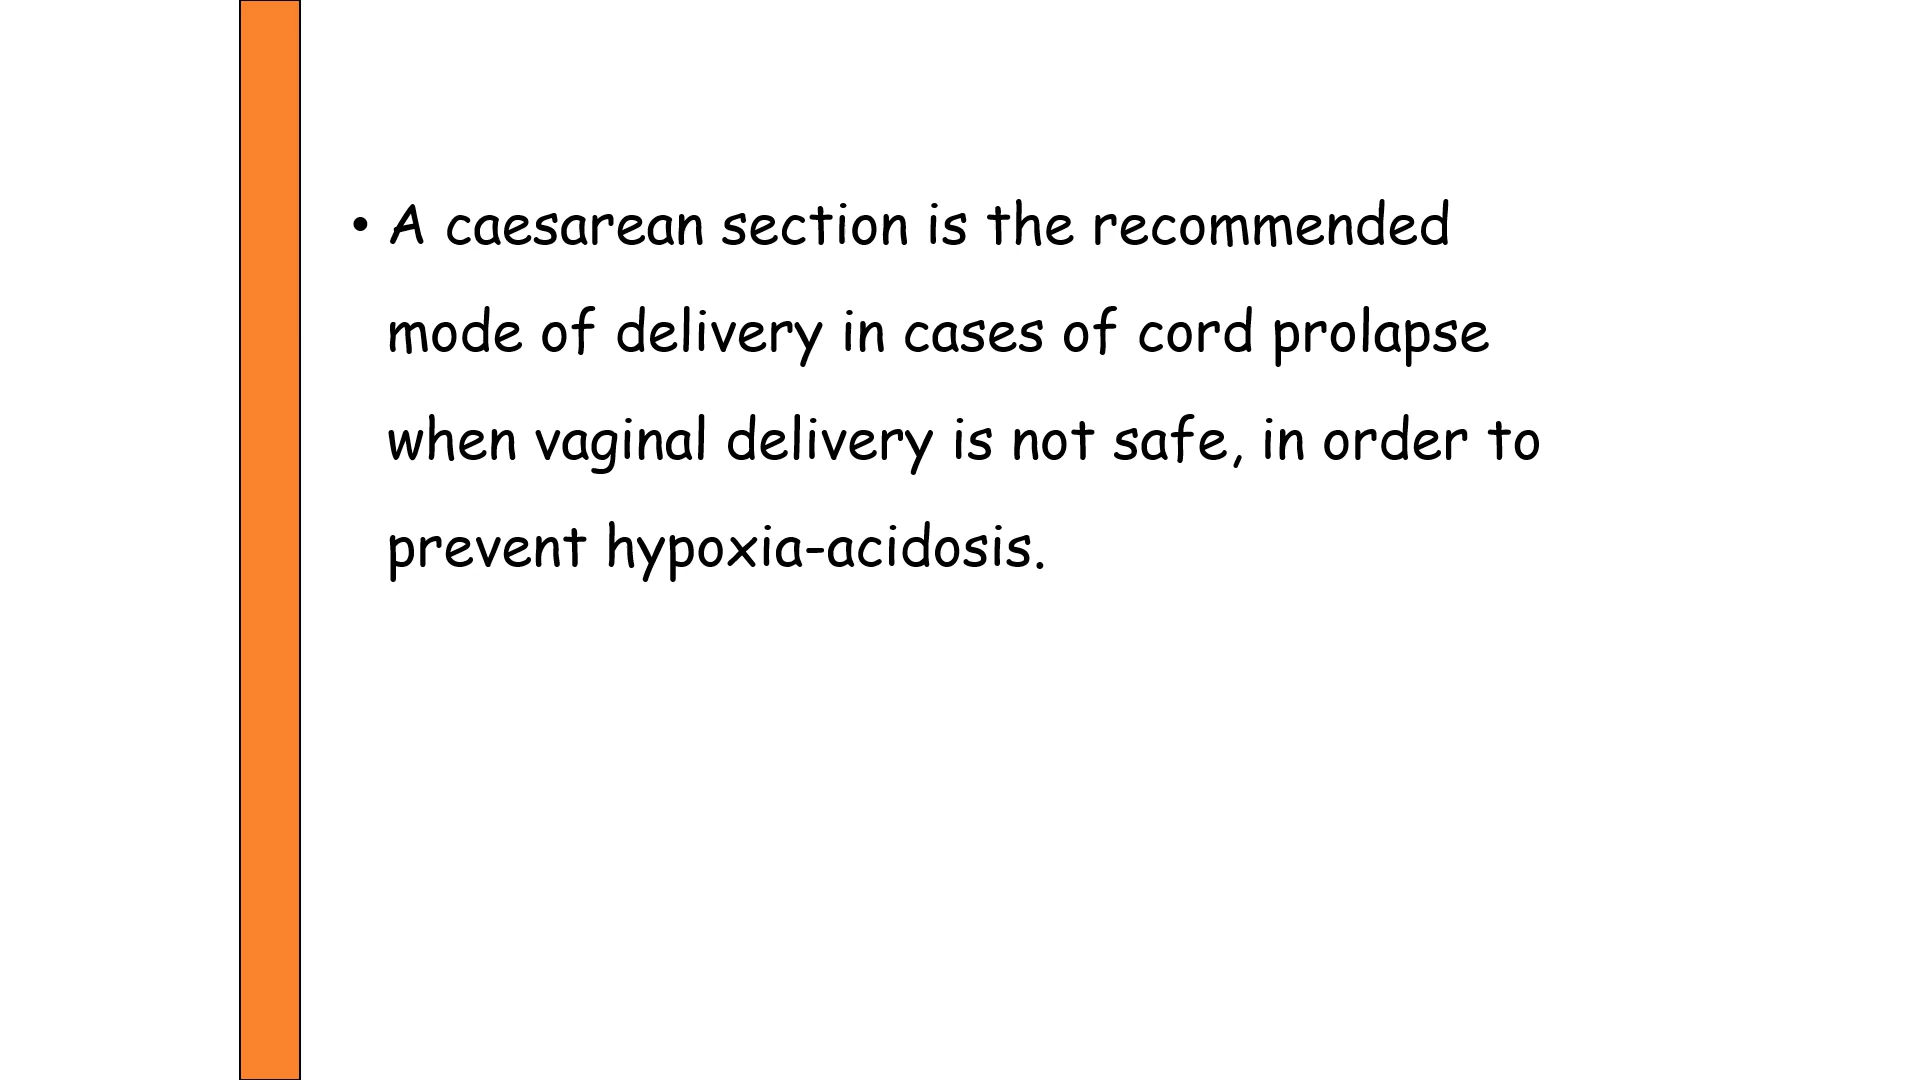 • A caesarean section is the recommended
mode of delivery in cases of cord prolapse
when vaginal delivery is not safe, in order to
prevent hypoxia-acidosis.